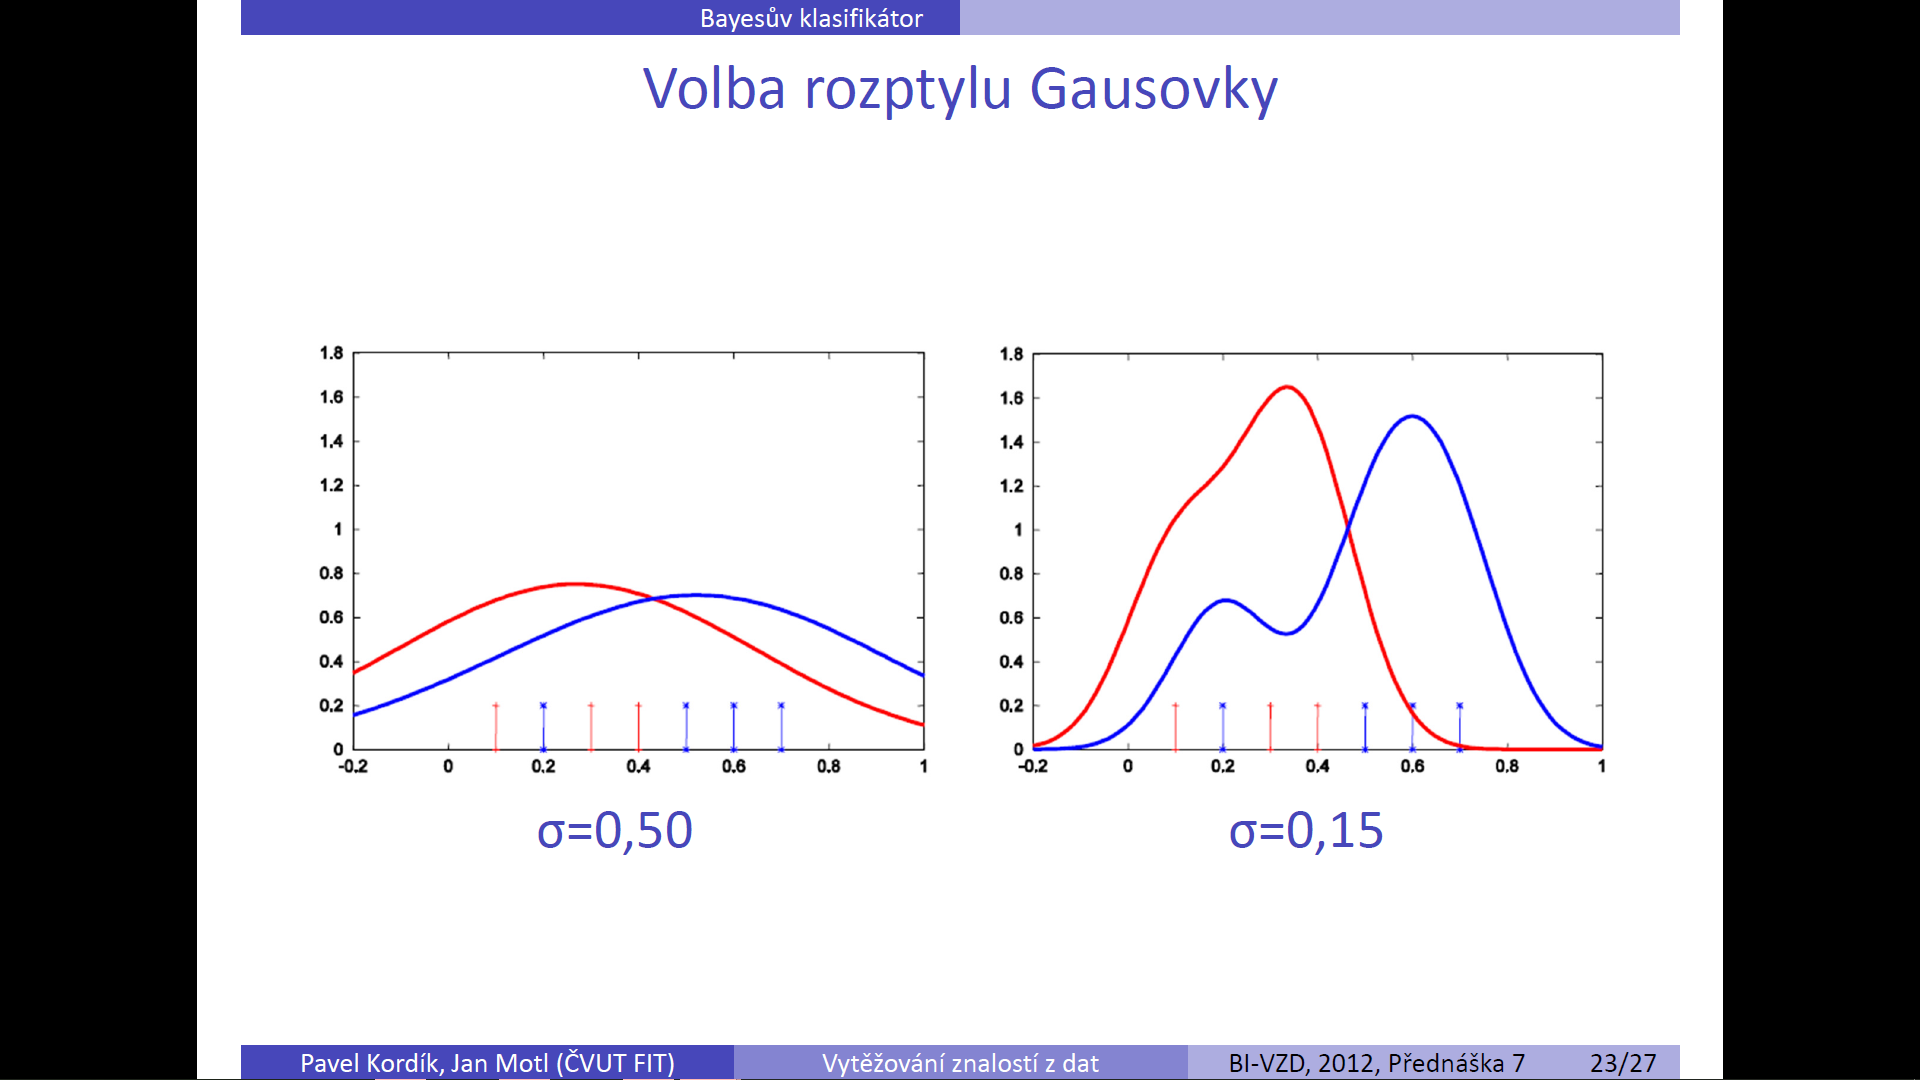 Bayesův klasifikátor
Volba rozptylu Gausovky
1.8
1.6
1.4
1.2
1
0.8
0.6
0.4
0.2
0
-0.2 0 0.2 0.4 0.6 0.8 1
σ=0,50
1.8
1.6
1.4
1.2
1
0.8
0.6
0.4
0.2
0
-0.2 0 0.2 0.4 0.6 0.8 1
σ=0,15
Pavel Kordík, Jan Motl (ČVUT FIT) Vytěžování znalostí z dat BI-VZD, 2012, Přednáška 7 23/27